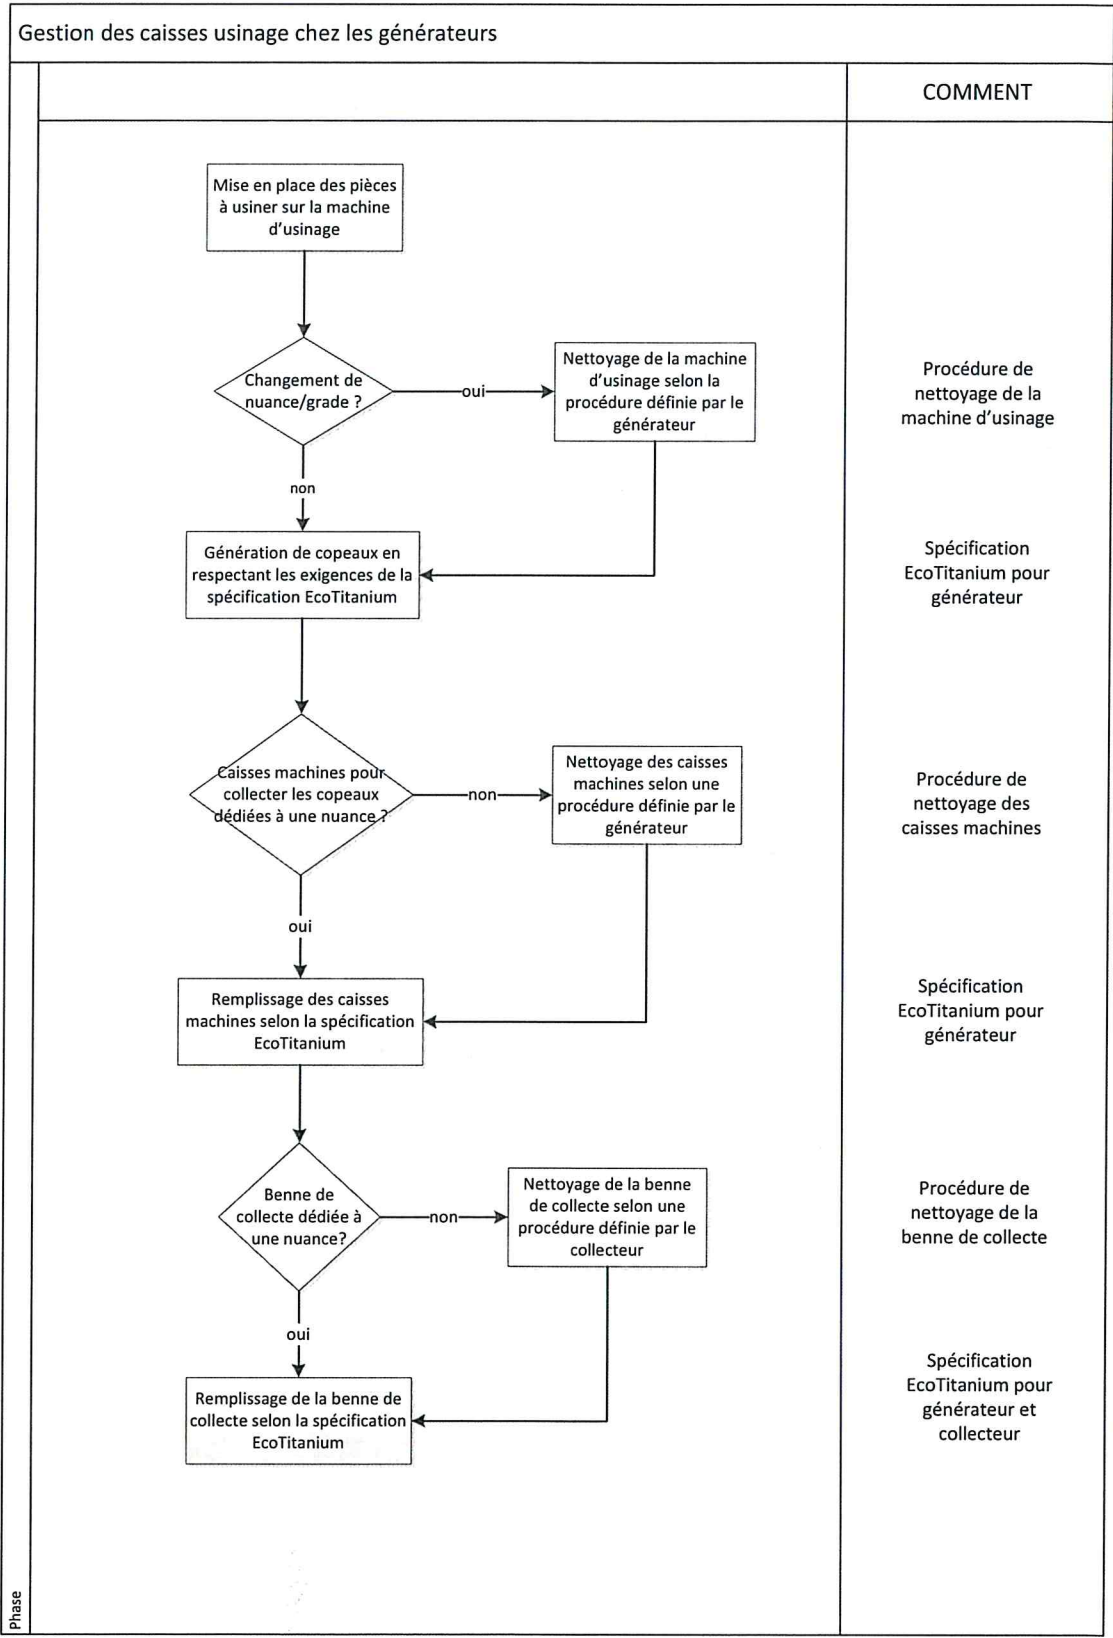 Gestion des caisses usinage chez les générateurs
COMMENT
Mise en place des pièces
à usiner sur la machine
d'usinage
Changement de
nuance/grade ?
oui
Nettoyage de la machine
d'usinage selon la
procédure définie par le
générateur
Procédure de
nettoyage de la
machine d'usinage
non
Génération de copeaux en
respectant les exigences de la
spécification EcoTitanium
Spécification
EcoTitanium pour
générateur
Caisses machines pour
collecter les copeaux
dédiées à une nuance ?
non
Nettoyage des caisses
machines selon une
procédure définie par le
générateur
Procédure de
nettoyage des
caisses machines
oui
Remplissage des caisses
machines selon la spécification
EcoTitanium
Spécification
EcoTitanium pour
générateur
Benne de
collecte dédiée à
une nuance?
non
Nettoyage de la benne
de collecte selon une
procédure définie par le
collecteur
Procédure de
nettoyage de la
benne de collecte
oui
Remplissage de la benne de
collecte selon la spécification
EcoTitanium
Spécification
EcoTitanium pour
générateur et
collecteur
Phase